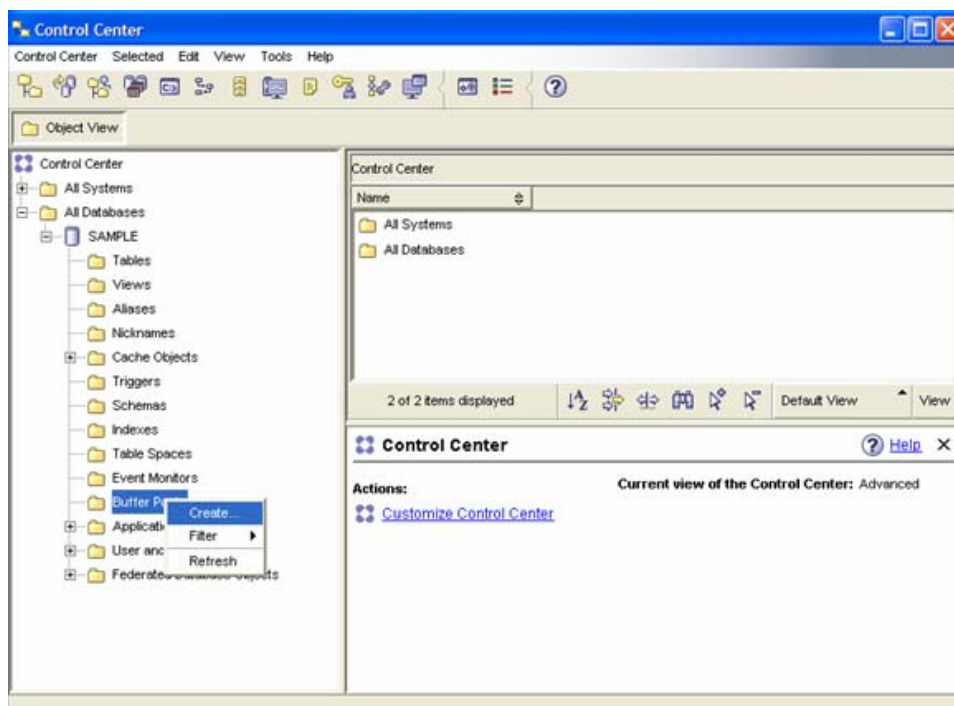 Control Center
Control Center Selected Edit View Tools Help
Object View
Control Center
All Systems
All Databases
SAMPLE
Tables
Views
Aliases
Nicknames
Cache Objects
Triggers
Schemas
Indexes
Table Spaces
Event Monitors
Buffer
Create...
Filter
Refresh
User and
Federated
Control Center
Name
All Systems
All Databases
2 of 2 items displayed
Default View
View
Control Center
Help
Actions:
Current view of the Control Center: Advanced
Customize Control Center